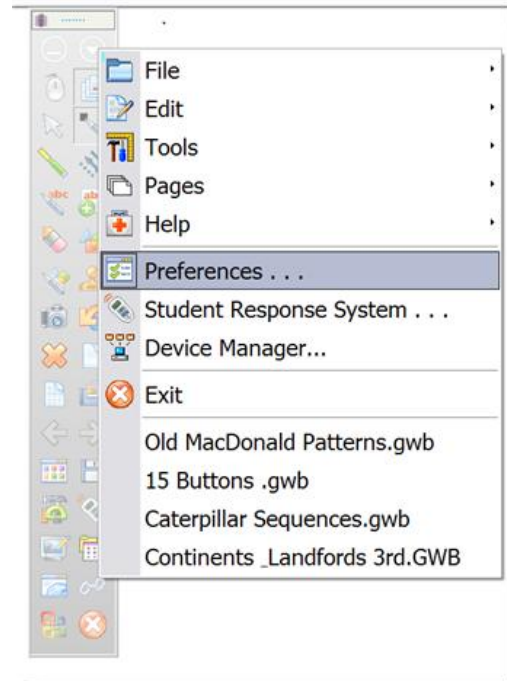 File
Edit
Tools
Pages
Help
Preferences . . .
Student Response System . . .
Device Manager...
Exit
Old MacDonald Patterns.gwb
15 Buttons .gwb
Caterpillar Sequences.gwb
Continents _Landfords 3rd.GWB